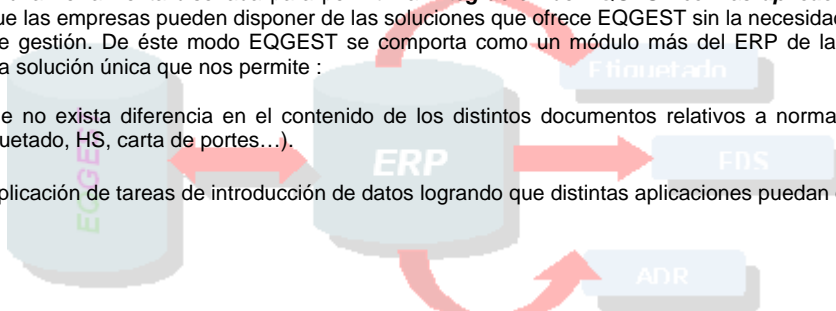 que las empresas pueden disponer de las soluciones que ofrece EQGEST sin la necesidad
e gestión. De éste modo EQGEST se comporta como un módulo más del ERP de la
a solución única que nos permite :
Etiquetado
e no exista diferencia en el contenido de los distintos documentos relativos a norma
uetado, HS, carta de portes…).
EQGEST
ERP
FDS
plicación de tareas de introducción de datos logrando que distintas aplicaciones puedan
ADR